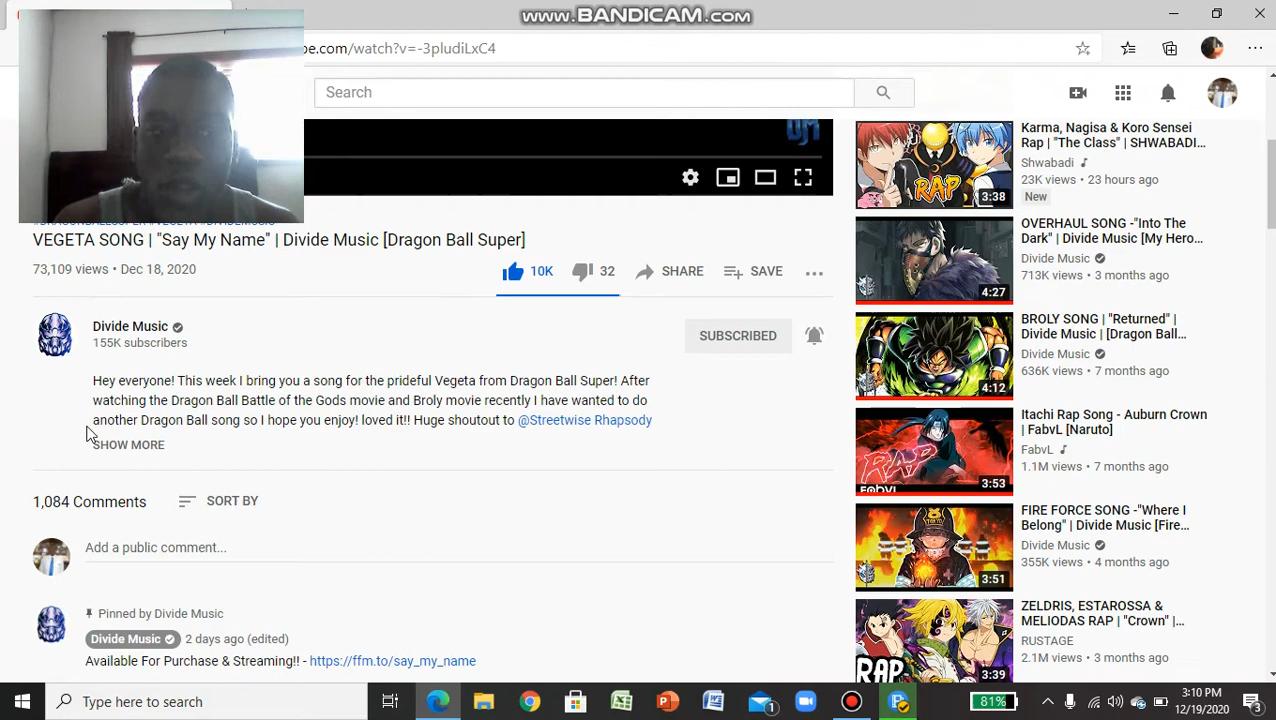 www.BANDICAM.com
be.com/watch?v=-3pludiLxC4
Search
VEGETA SONG | "Say My Name" | Divide Music [Dragon Ball Super]
73,109 views • Dec 18, 2020
10K
32
SHARE
SAVE
Divide Music
155K subscribers
SUBSCRIBED
Hey everyone! This week I bring you a song for the prideful Vegeta from Dragon Ball Super! After
watching the Dragon Ball Battle of the Gods movie and Broly movie recently I have wanted to do
another Dragon Ball song so I hope you enjoy! loved it!! Huge shoutout to @Streetwise Rhapsody
SHOW MORE
1,084 Comments
SORT BY
Add a public comment...
Pinned by Divide Music
Divide Music
2 days ago (edited)
Available For Purchase & Streaming!! - https://ffm.to/say_my_name
Karma, Nagisa & Koro Sensei
Rap | "The Class" | SHWABADI...
Shwabadi
23K views • 23 hours ago
New
RAP
3:38
OVERHAUL SONG -"Into The
Dark" | Divide Music [My Hero...
Divide Music
713K views • 3 months ago
4:27
BROLY SONG | "Returned" |
Divide Music | [Dragon Ball...
Divide Music
636K views • 7 months ago
4:12
Itachi Rap Song - Auburn Crown
| FabvL [Naruto]
FabvL
1.1M views • 7 months ago
RAP
FABVL
3:53
FIRE FORCE SONG -"Where I
Belong" | Divide Music [Fire...
Divide Music
355K views • 4 months ago
3:51
ZELDRIS, ESTAROSSA &
MELIODAS RAP | "Crown" |...
RUSTAGE
2.1M views • 3 months ago
RAP
3:39
Type here to search
1
81%
3:10 PM
12/19/2020
3